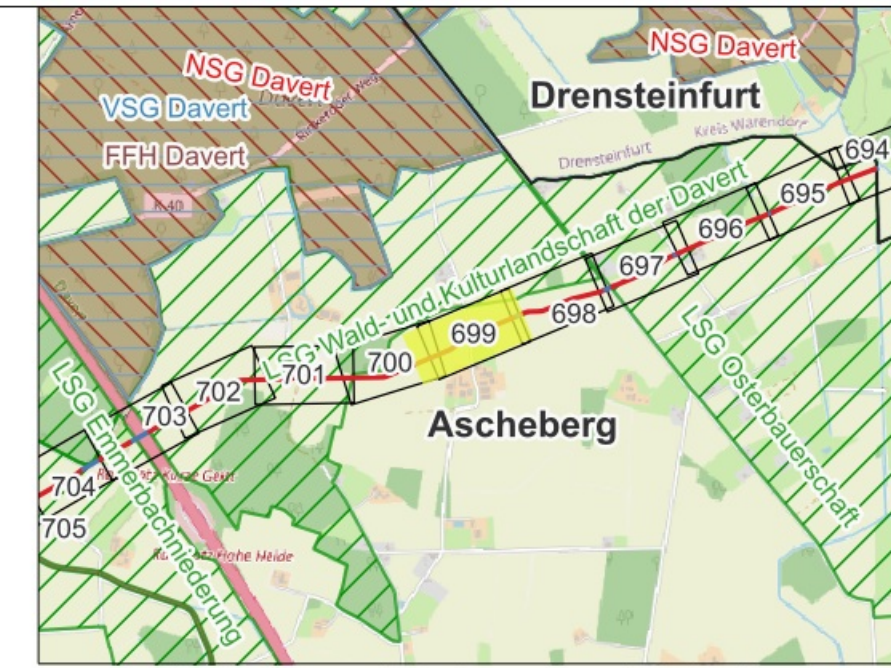 NSG Davert
NSG Davert
VSG Davert
Drensteinfurt
Rinkeroder Weg
FFH Davert
Kreis Warendorf
Drensteinfurt
694
K 40
695
696
697
LSG Wald- und Kulturlandschaft der Davert
698
699
700
701
702
703
704
705
Ascheberg
LSG Osterbauerschaft
LSG Emmerbachniederung
Hohe Heide